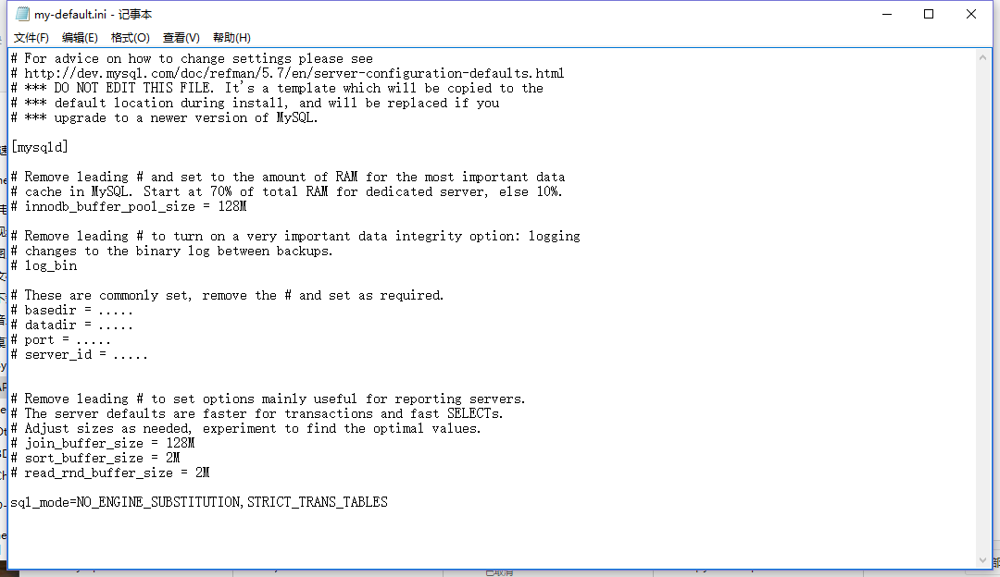 my-default.ini - 记事本
文件(F) 编辑(E) 格式(O) 查看(V) 帮助(H)
# For advice on how to change settings please see
# http://dev.mysql.com/doc/refman/5.7/en/server-configuration-defaults.html
# *** DO NOT EDIT THIS FILE. It's a template which will be copied to the
# *** default location during install, and will be replaced if you
# *** upgrade to a newer version of MySQL.
[mysqld]
# Remove leading # and set to the amount of RAM for the most important data
# cache in MySQL. Start at 70% of total RAM for dedicated server, else 10%.
# innodb_buffer_pool_size = 128M
# Remove leading # to turn on a very important data integrity option: logging
# changes to the binary log between backups.
# log_bin
# These are commonly set, remove the # and set as required.
# basedir = .....
# datadir = .....
# port = .....
# server_id = .....
# Remove leading # to set options mainly useful for reporting servers.
# The server defaults are faster for transactions and fast SELECTs.
# Adjust sizes as needed, experiment to find the optimal values.
# join_buffer_size = 128M
# sort_buffer_size = 2M
# read_rnd_buffer_size = 2M
sql_mode=NO_ENGINE_SUBSTITUTION,STRICT_TRANS_TABLES
已取消